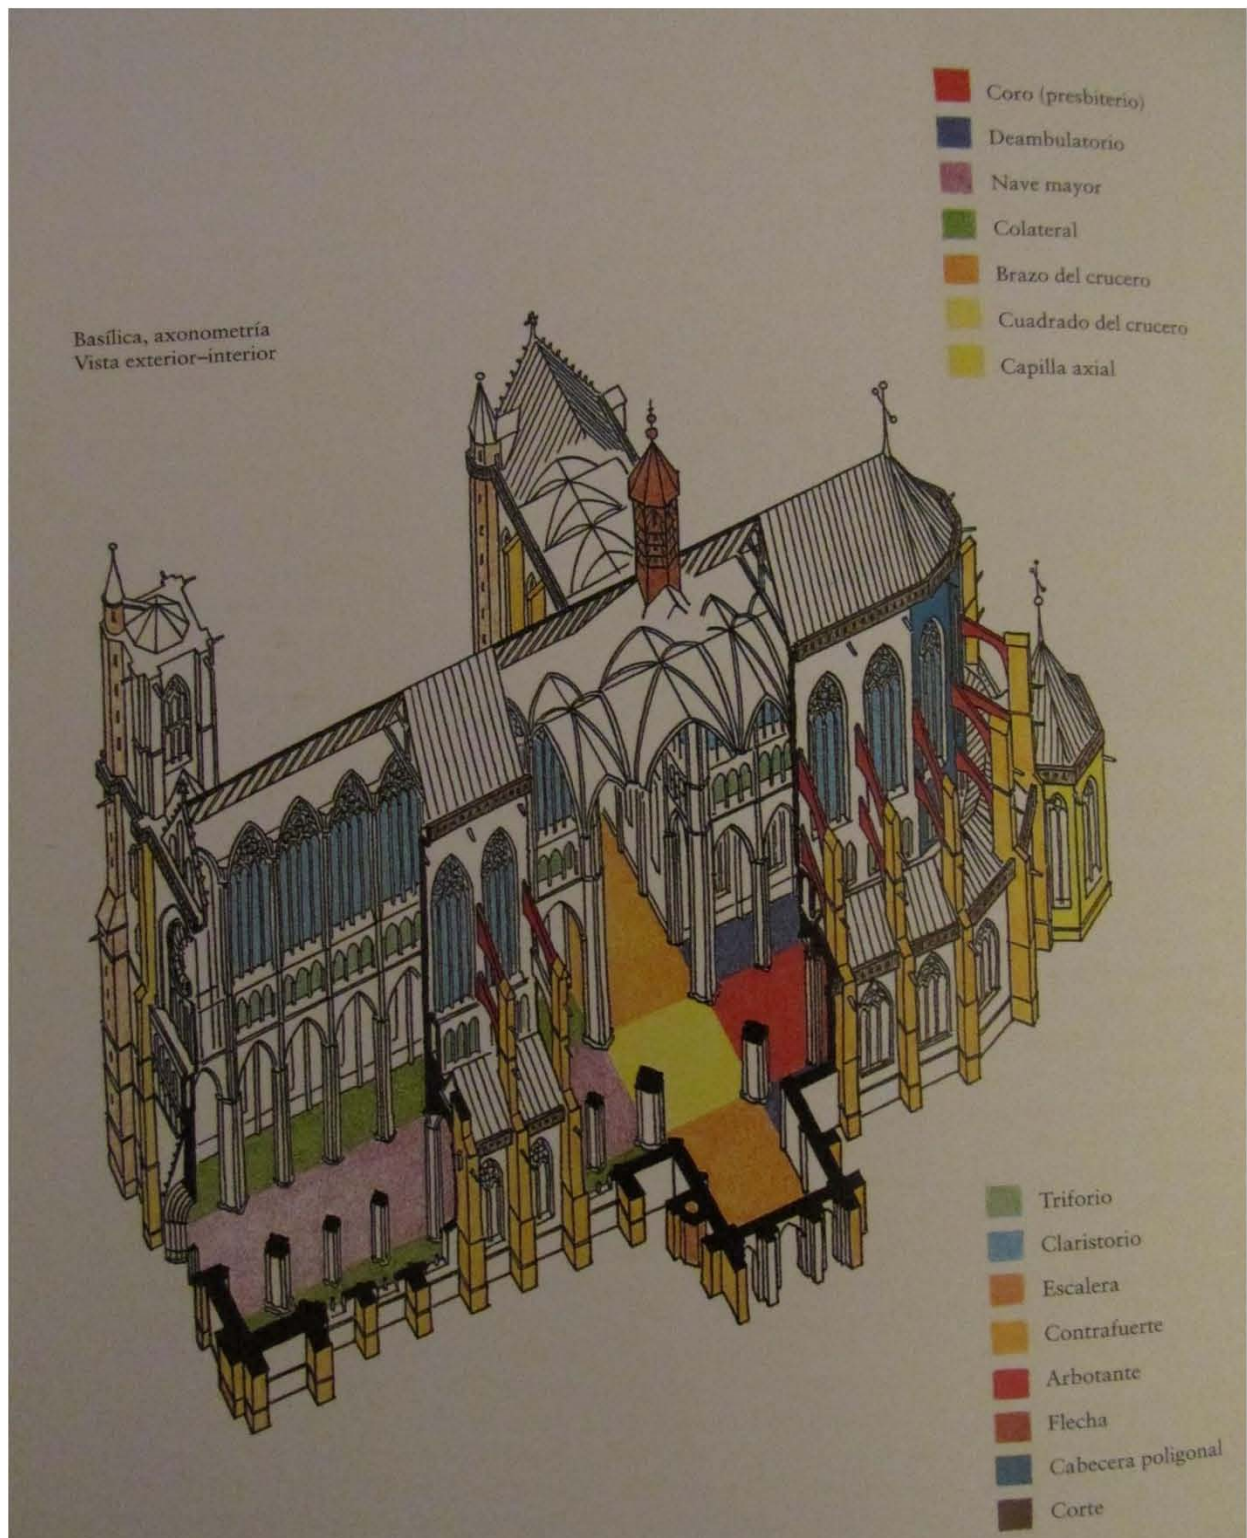 Coro (presbiterio)
Deambulatorio
Nave mayor
Colateral
Brazo del crucero
Cuadrado del crucero
Capilla axial
Basílica, axonometría
Vista exterior–interior
Triforio
Claristorio
Escalera
Contrafuerte
Arbotante
Flecha
Cabecera poligonal
Corte